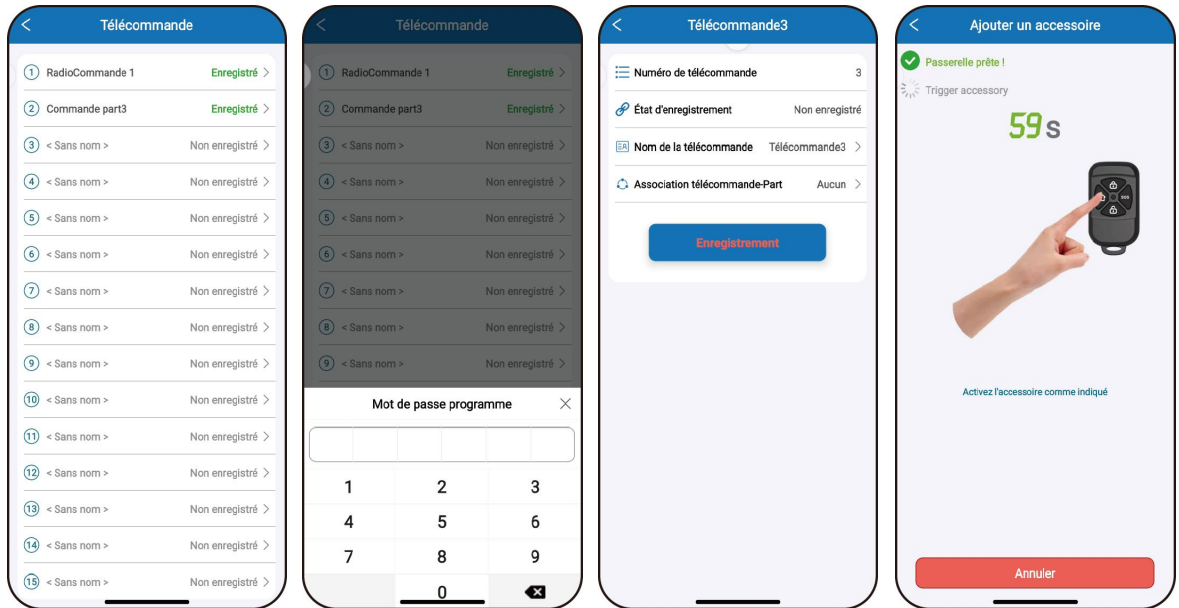 Télécommande
1 RadioCommande 1 Enregistré >
2 Commande part3 Enregistré >
3 < Sans nom > Non enregistré >
4 < Sans nom > Non enregistré >
5 < Sans nom > Non enregistré >
6 < Sans nom > Non enregistré >
7 < Sans nom > Non enregistré >
8 < Sans nom > Non enregistré >
9 < Sans nom > Non enregistré >
10 < Sans nom > Non enregistré >
11 < Sans nom > Non enregistré >
12 < Sans nom > Non enregistré >
13 < Sans nom > Non enregistré >
14 < Sans nom > Non enregistré >
15 < Sans nom > Non enregistré >
Télécommande
1 RadioCommande 1 Enregistré >
2 Commande part3 Enregistré >
3 < Sans nom > Non enregistré >
4 < Sans nom > Non enregistré >
5 < Sans nom > Non enregistré >
6 < Sans nom > Non enregistré >
7 < Sans nom > Non enregistré >
8 < Sans nom > Non enregistré >
9 < Sans nom > Non enregistré >
Mot de passe programme
1 2 3
4 5 6
7 8 9
0
Télécommande3
Numéro de télécommande 3
État d'enregistrement Non enregistré
Nom de la télécommande Télécommande3 >
Association télécommande-Part Aucun >
Enregistrement
Ajouter un accessoire
Passerelle prête !
Trigger accessory
59 s
SOS
Activez l'accessoire comme indiqué
Annuler